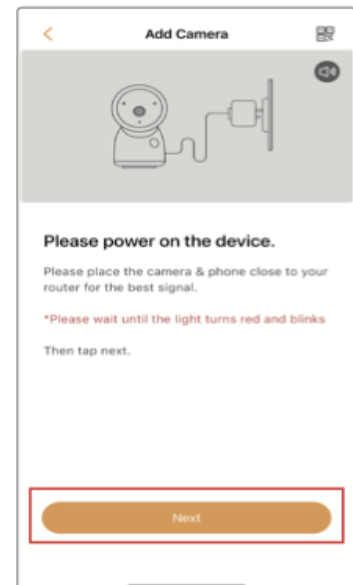 Add Camera
Please power on the device.
Please place the camera & phone close to your
router for the best signal.
*Please wait until the light turns red and blinks
Then tap next.
Next